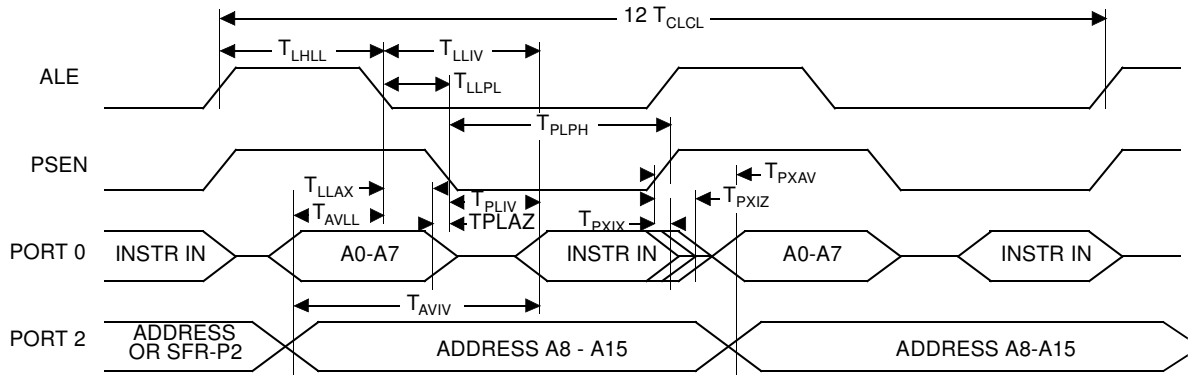 12 TCLCL
TLHLL
TLLIV
ALE
TLLPL
TPLPH
PSEN
TPXAV
TLLAX
TPLIV
TPXIZ
TAVLL
TPLAZ
TPXIX
PORT 0
INSTR IN
A0-A7
INSTR IN
A0-A7
INSTR IN
TAVIV
PORT 2
ADDRESS
OR SFR-P2
ADDRESS A8 - A15
ADDRESS A8-A15